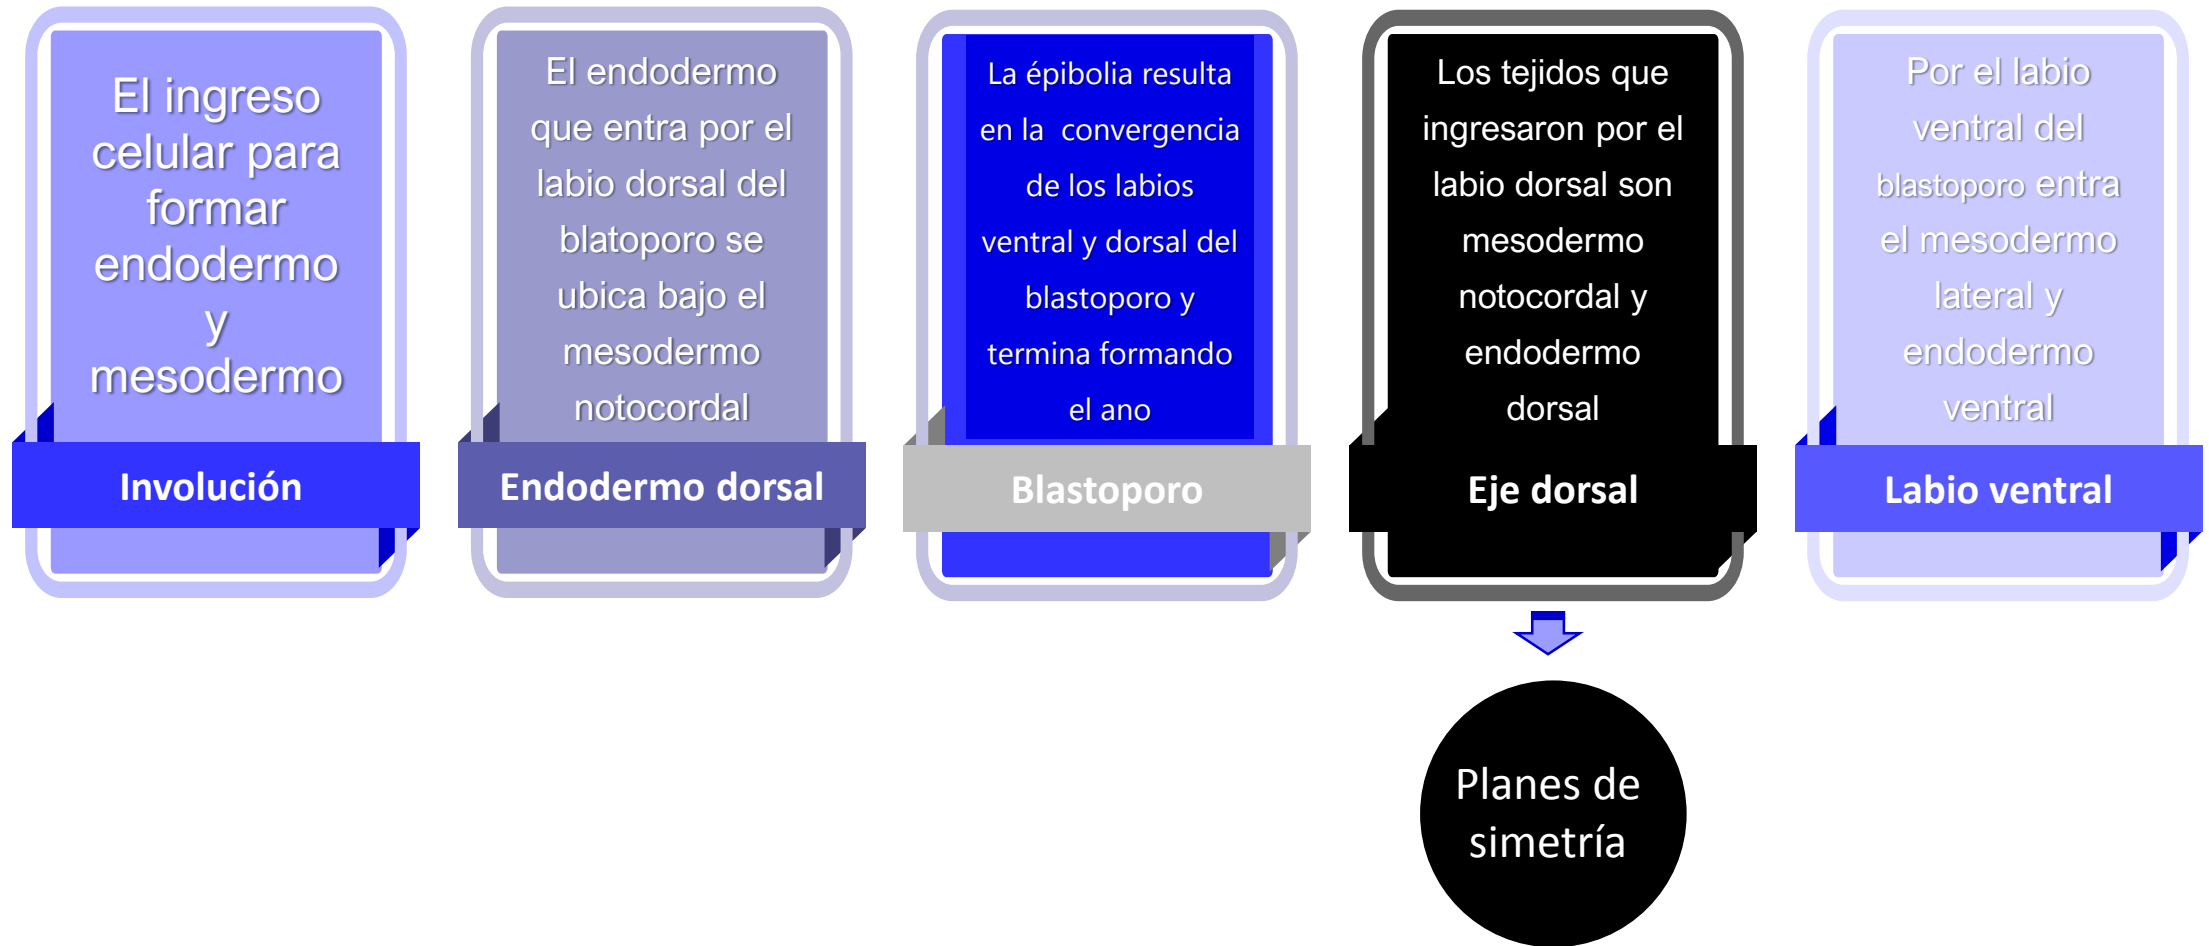 El ingreso
celular para
formar
endodermo
y
mesodermo
Involución
El endodermo
que entra por el
labio dorsal del
blatoporo se
ubica bajo el
mesodermo
notocordal
Endodermo dorsal
La épibolia resulta
en la convergencia
de los labios
ventral y dorsal del
blastoporo y
termina formando
el ano
Blastoporo
Los tejidos que
ingresaron por el
labio dorsal son
mesodermo
notocordal y
endodermo
dorsal
Eje dorsal
Por el labio
ventral del
blastoporo entra
el mesodermo
lateral y
endodermo
ventral
Labio ventral
Planes de
simetría